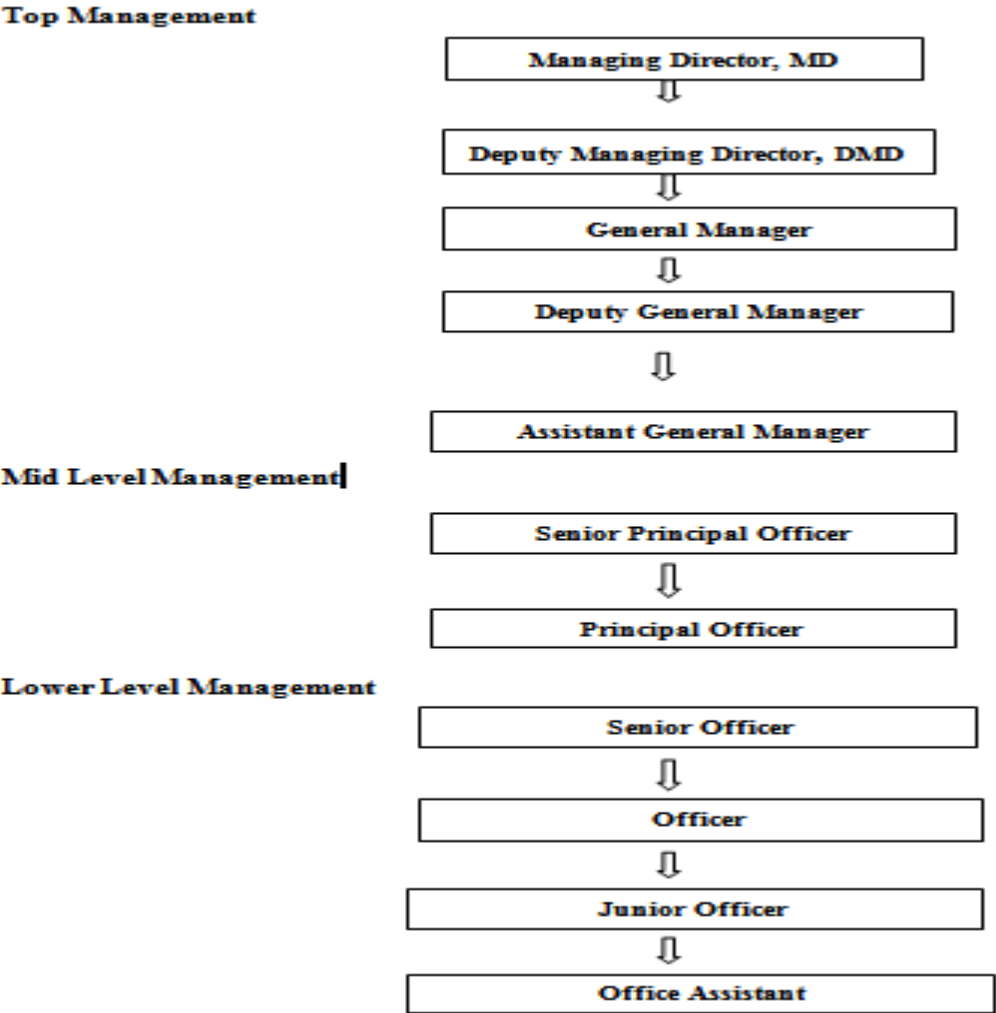 Top Management
Managing Director, MD
Deputy Managing Director, DMD
General Manager
Deputy General Manager
Assistant General Manager
Mid Level Management
Senior Principal Officer
Principal Officer
Lower Level Management
Senior Officer
Officer
Junior Officer
Office Assistant